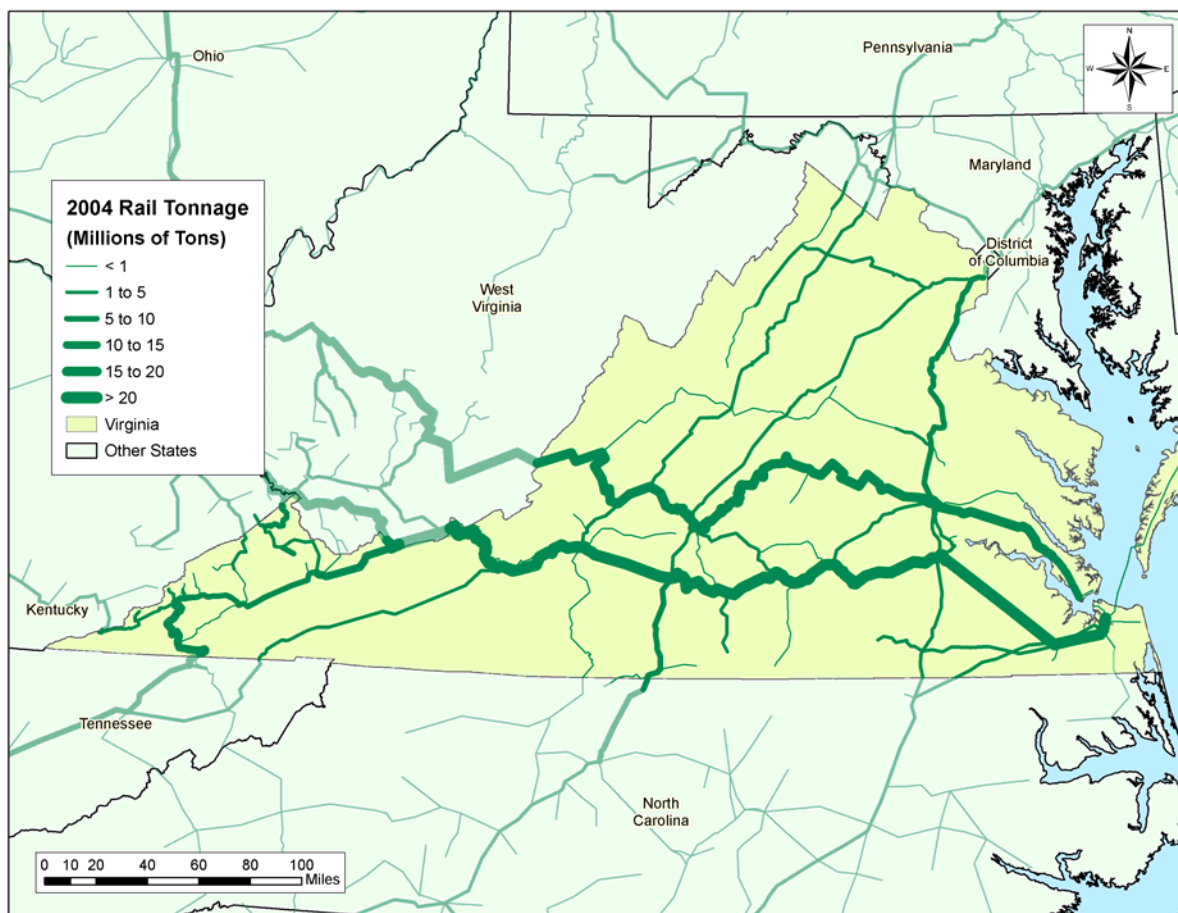 Ohio
Pennsylvania
N
W
E
S
Maryland
2004 Rail Tonnage
(Millions of Tons)
< 1
1 to 5
5 to 10
10 to 15
15 to 20
> 20
Virginia
Other States
District
of Columbia
West
Virginia
Kentucky
Tennessee
North
Carolina
0 10 20 40 60 80 100
Miles